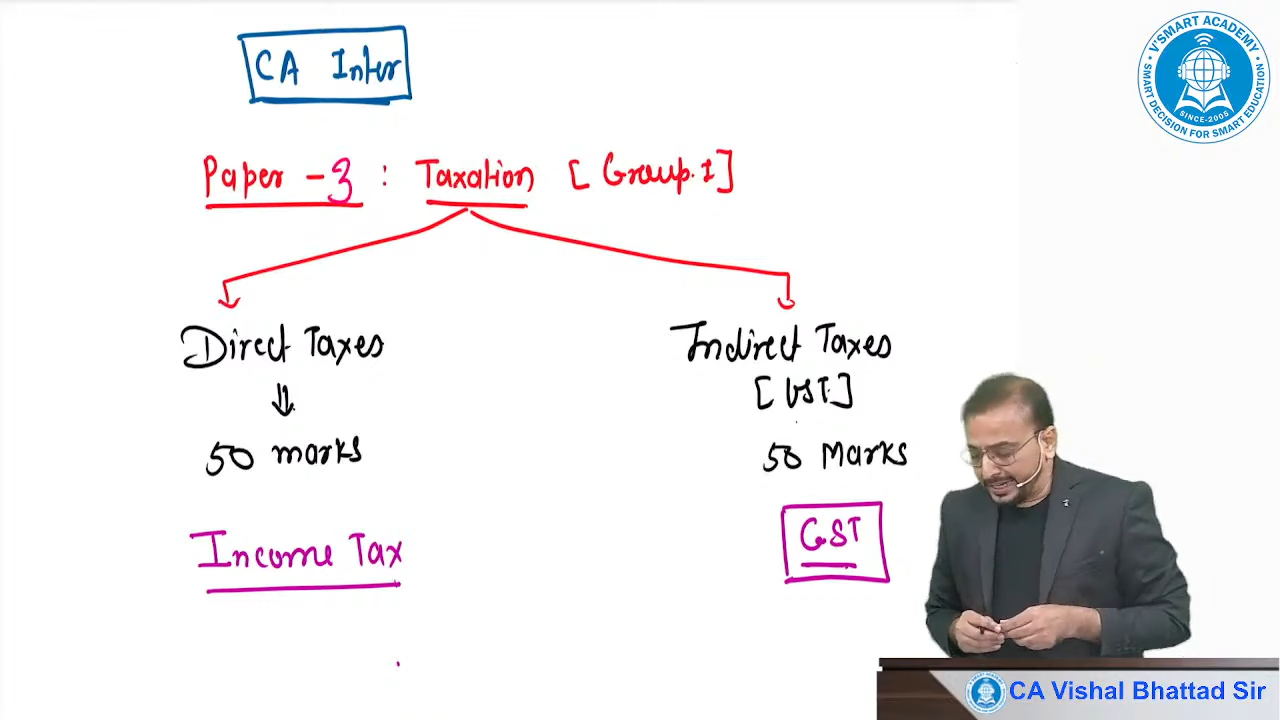 CA Inter
V'SMART ACADEMY
SMART DECISION FOR SMART EDUCATION
SINCE-2005
Paper - 3 : Taxation [Group.I]
Direct Taxes
Indirect Taxes
[GST]
50 marks
50 Marks
Income Tax
GST
CA Vishal Bhattad Sir